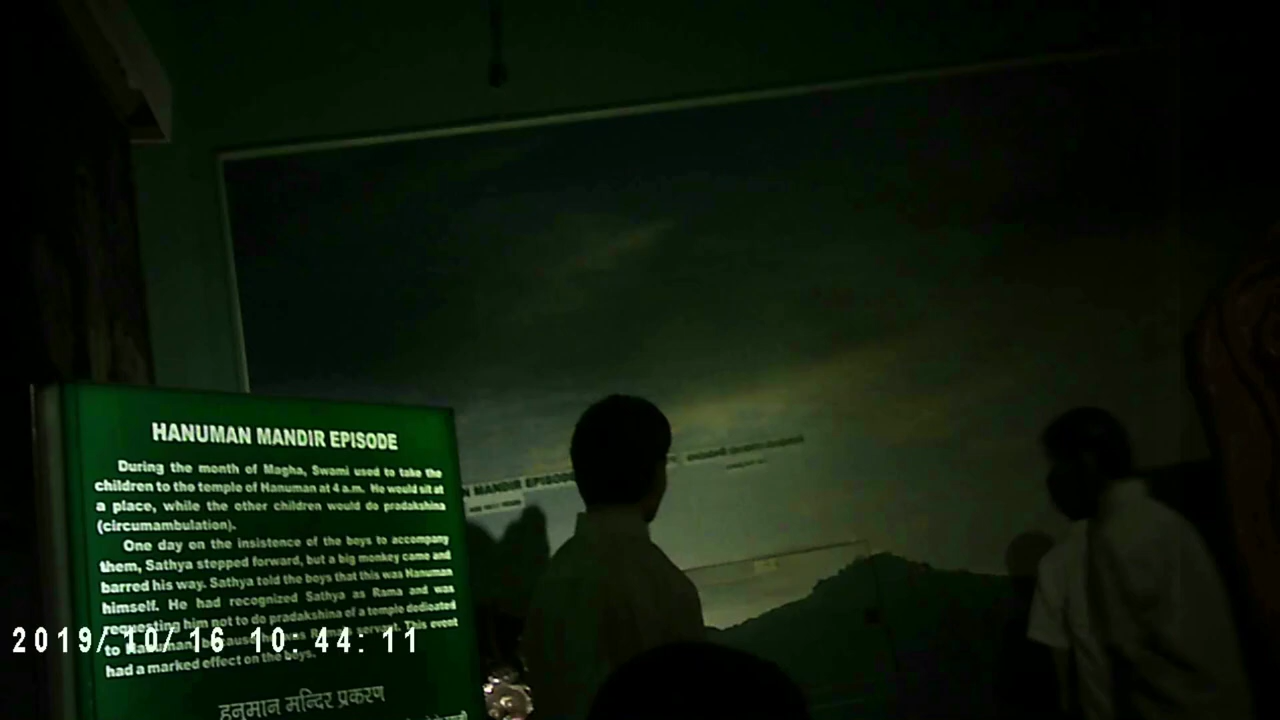 HANUMAN MANDIR EPISODE
During the month of Magha, Swami used to take the
children to the temple of Hanuman at 4 a.m. He would sit at
a place, while the other children would do pradakshina
(circumambulation).
One day on the insistence of the boys to accompany
them, Sathya stepped forward, but a big monkey came and
barred his way. Sathya told the boys that this was Hanuman
himself. He had recognized Sathya as Rama and was
requesting him not to do pradakshina of a temple dedicated
to Hanuman, because servant. This event
had a marked effect on the boys.
हनुमान मन्दिर प्रकरण
N MANDIR EPISODE
2019/10/16 10:44:11